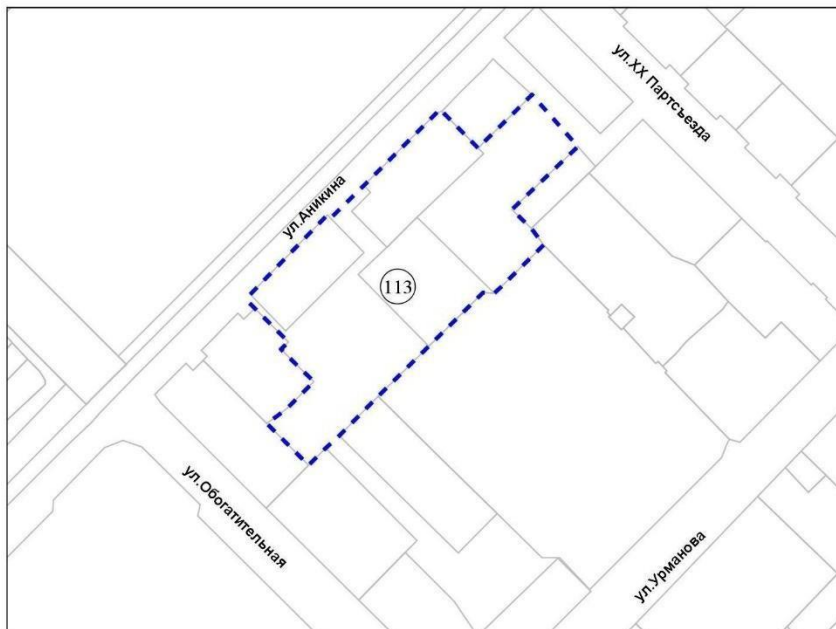 ул.ХХ Партсъезда
ул.Аникина
113
ул.Обогатительная
ул.Урманова